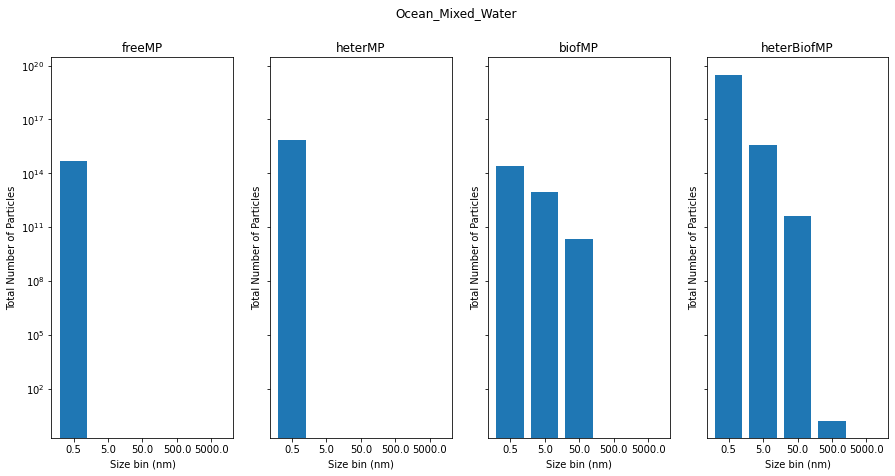 Ocean_Mixed_Water
freeMP
heterMP
biofMP
heterBiofMP
Total Number of Particles
10^20
10^17
10^14
10^11
10^8
10^5
10^2
0.5 5.0 50.0 500.0 5000.0
Size bin (nm)
Total Number of Particles
0.5 5.0 50.0 500.0 5000.0
Size bin (nm)
Total Number of Particles
0.5 5.0 50.0 500.0 5000.0
Size bin (nm)
Total Number of Particles
0.5 5.0 50.0 500.0 5000.0
Size bin (nm)